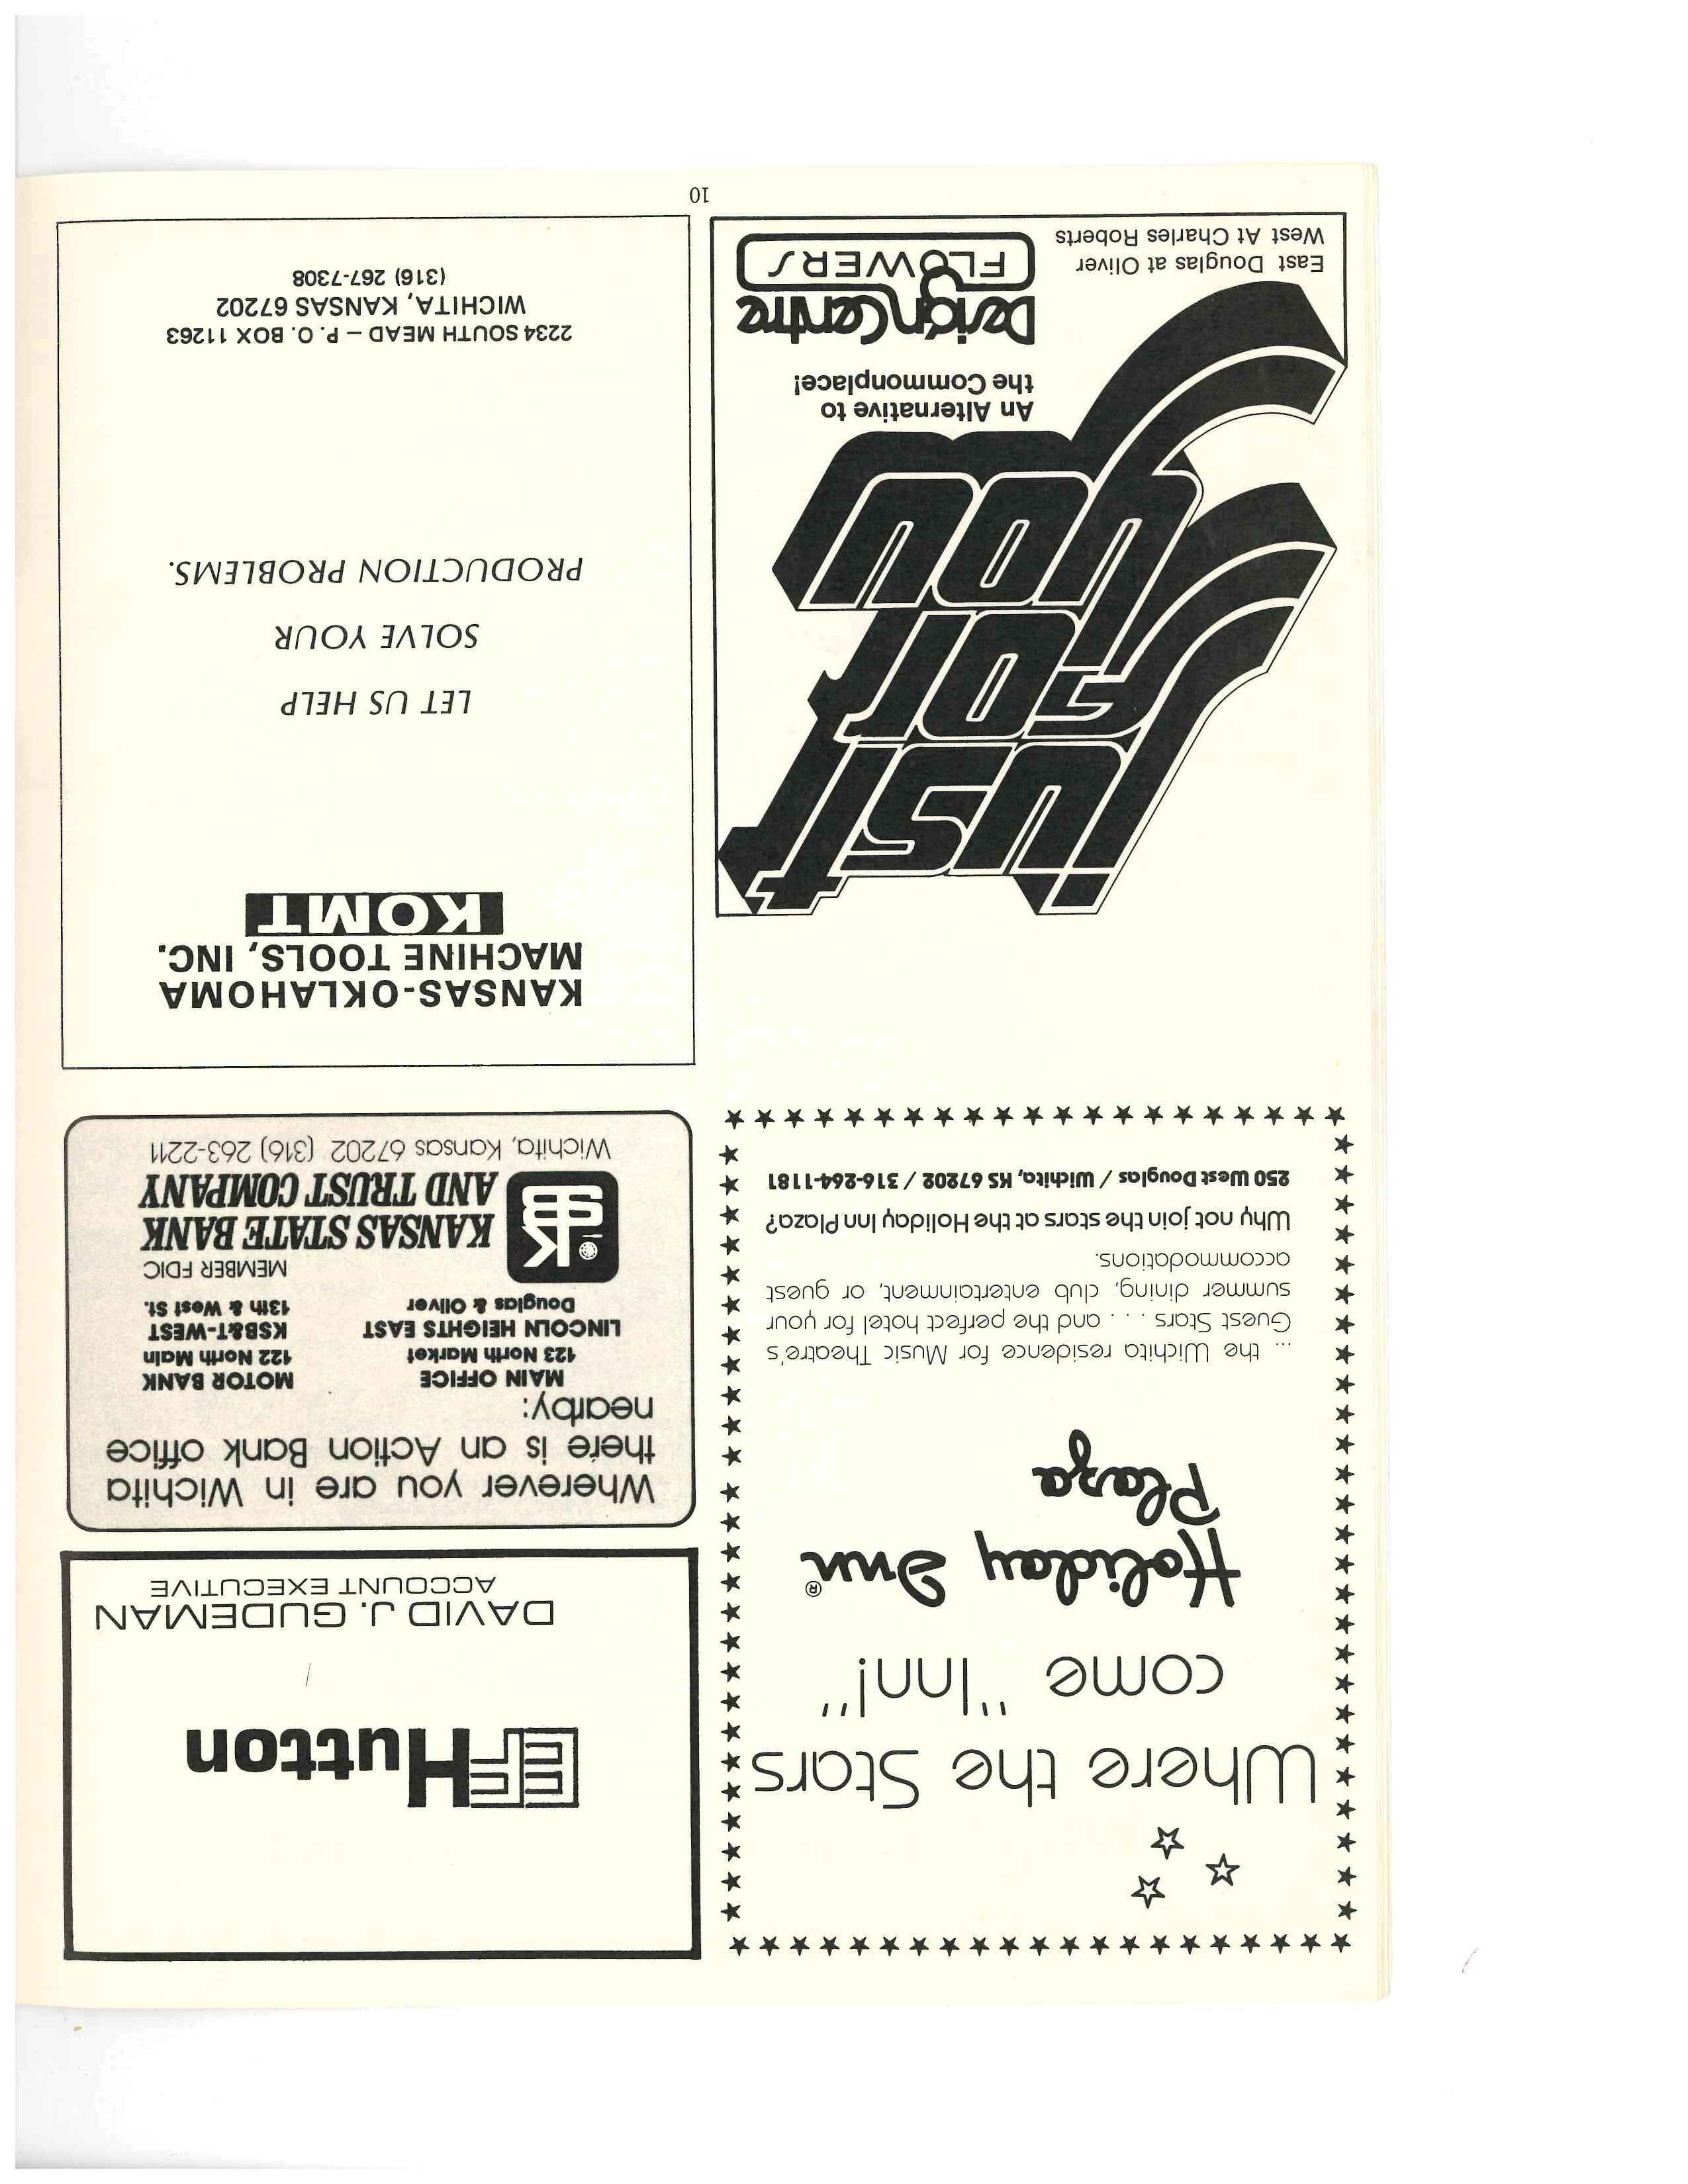 Where the Stars
come "Inn!"
Holiday Inn®
Plaza
... the Wichita residence for Music Theatre's
Guest Stars . . . and the perfect hotel for your
summer dining, club entertainment, or guest
accommodations.
Why not join the stars at the Holiday Inn Plaza?
250 West Douglas / Wichita, KS 67202 / 316-264-1181
EFHutton
DAVID J. GUDEMAN
ACCOUNT EXECUTIVE
Wherever you are in Wichita
there is an Action Bank office
nearby:
MAIN OFFICE
123 North Market
MOTOR BANK
122 North Main
LINCOLN HEIGHTS EAST
Douglas & Oliver
KSB&T-WEST
13th & West St.
MEMBER FDIC
KSB
KANSAS STATE BANK
AND TRUST COMPANY
Wichita, Kansas 67202 (316) 263-2211
just
for
you
An Alternative to
the Commonplace!
Design Centre
FLOWERS
East Douglas at Oliver
West At Charles Roberts
KANSAS-OKLAHOMA
MACHINE TOOLS, INC.
KOMT
LET US HELP
SOLVE YOUR
PRODUCTION PROBLEMS.
2234 SOUTH MEAD — P. O. BOX 11263
WICHITA, KANSAS 67202
(316) 267-7308
10